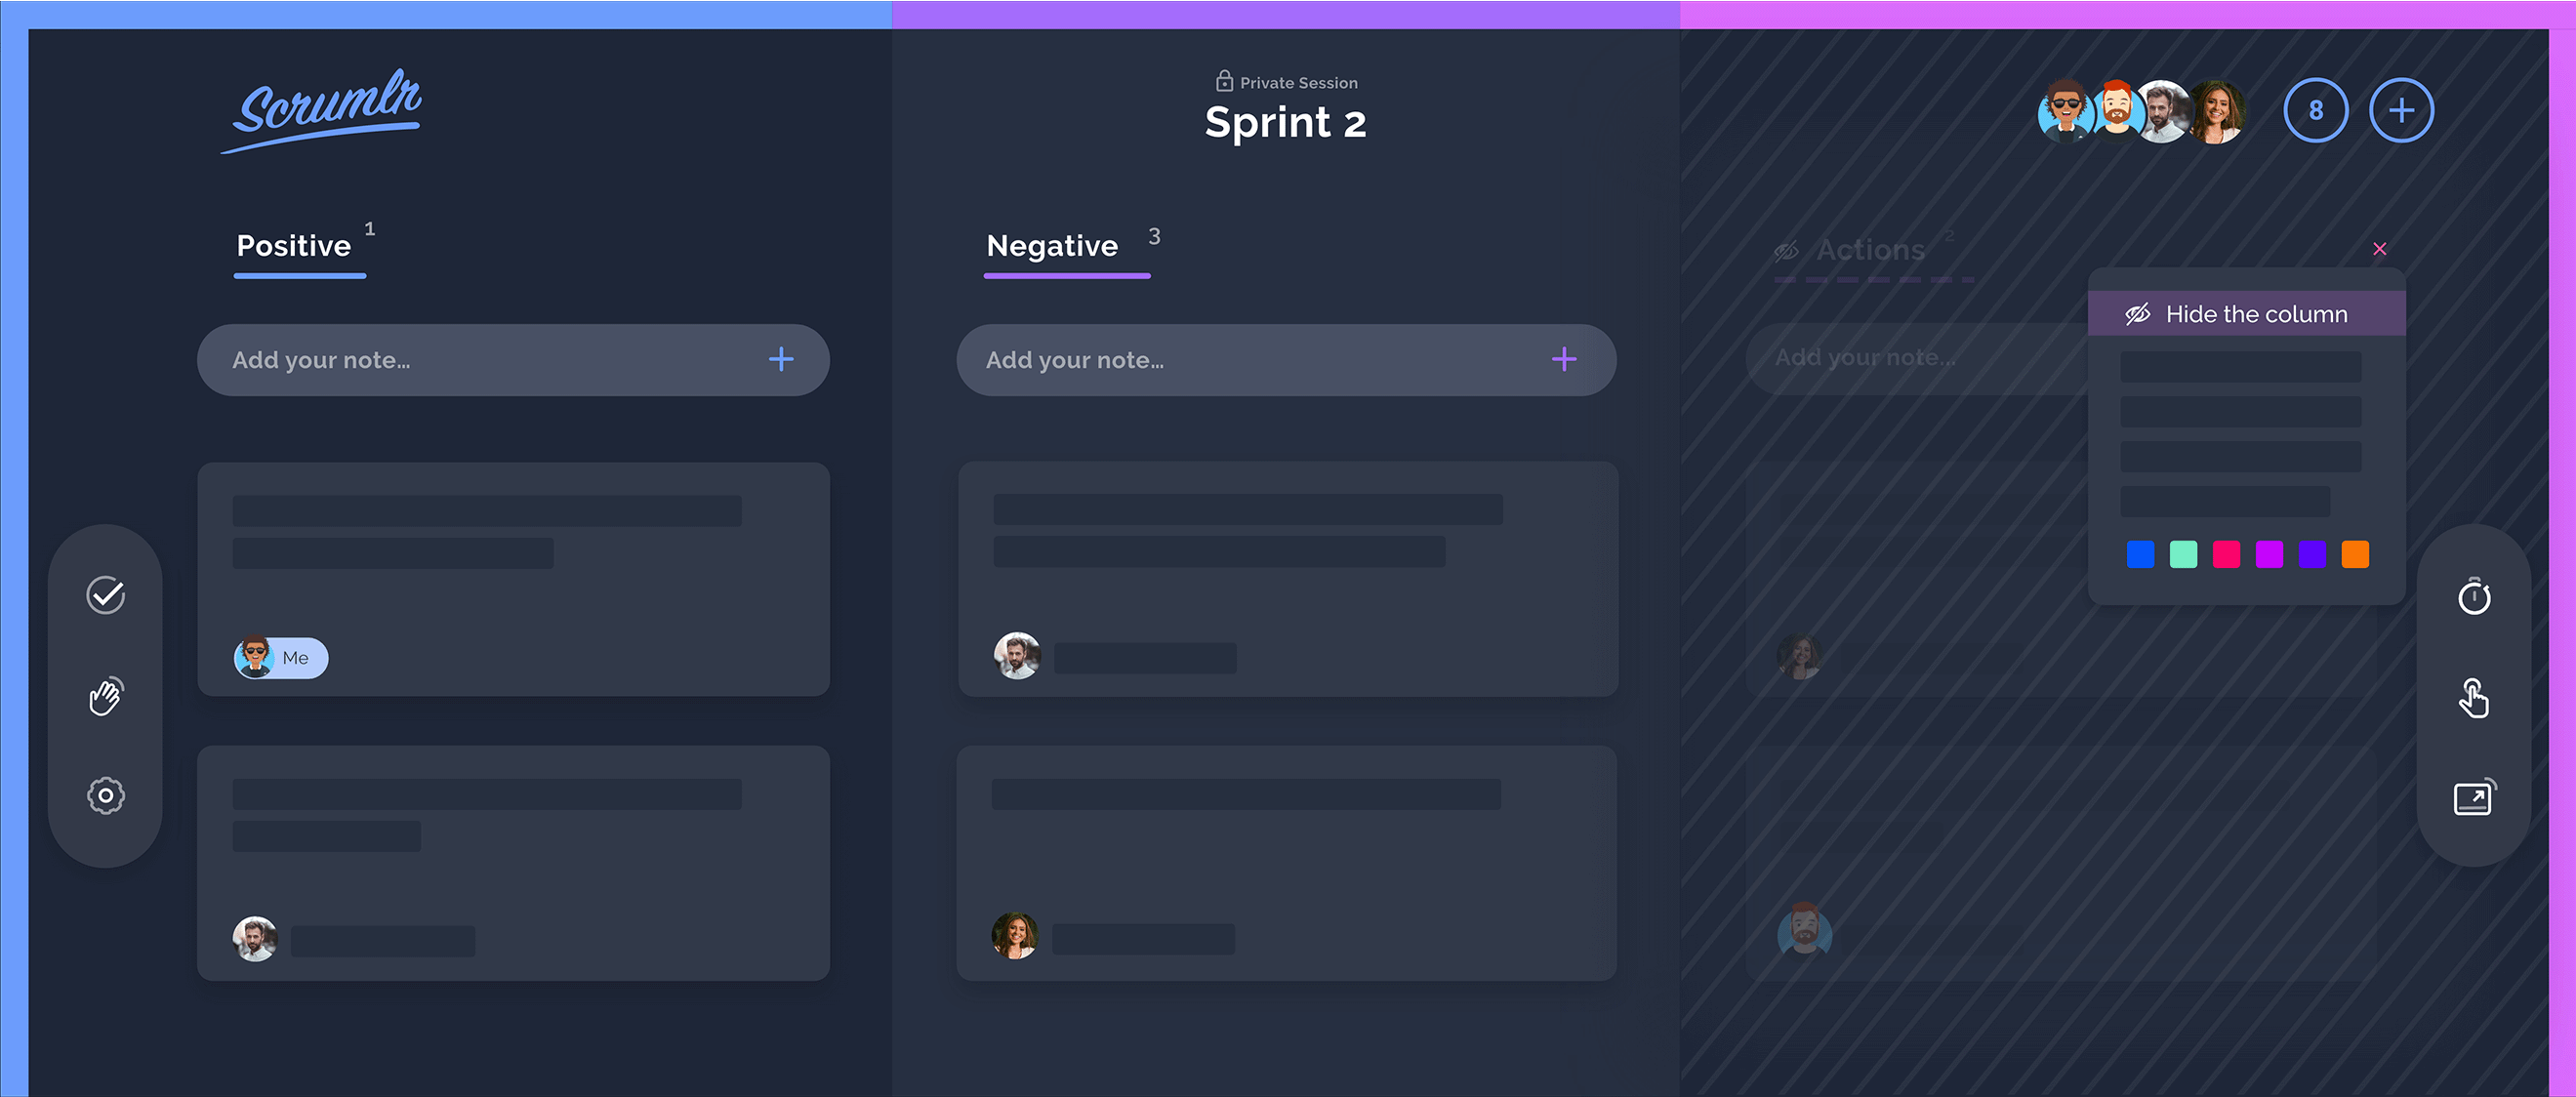 Scrumlr
Private Session
Sprint 2
8
Positive 1
Negative 3
Actions 2
Hide the column
Add your note...
Add your note...
Add your note...
Me